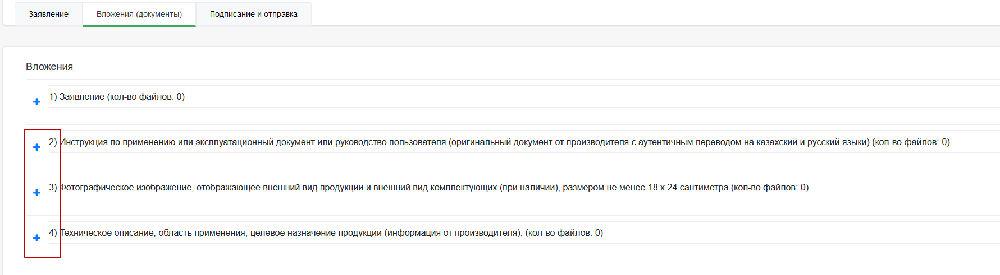 Заявление
Вложения (документы)
Подписание и отправка
Вложения
1) Заявление (кол-во файлов: 0)
2) Инструкция по применению или эксплуатационный документ или руководство пользователя (оригинальный документ от производителя с аутентичным переводом на казахский и русский языки) (кол-во файлов: 0)
3) Фотографическое изображение, отображающее внешний вид продукции и внешний вид комплектующих (при наличии), размером не менее 18 х 24 сантиметра (кол-во файлов: 0)
4) Техническое описание, область применения, целевое назначение продукции (информация от производителя). (кол-во файлов: 0)